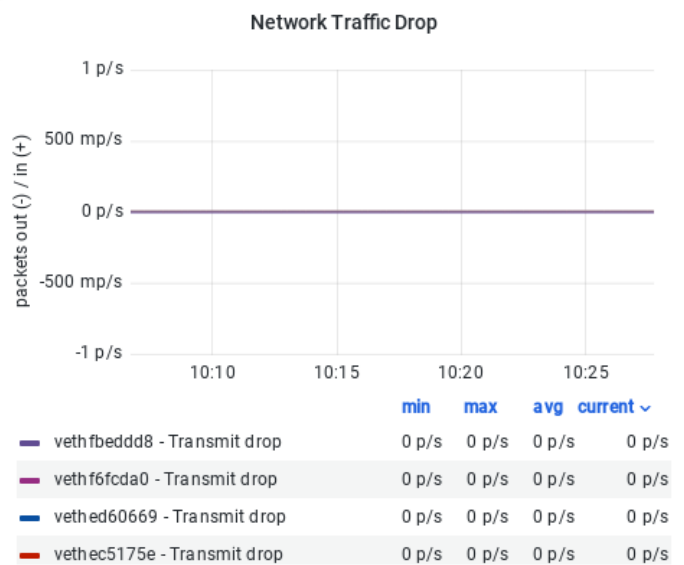 Network Traffic Drop
1 p/s
500 mp/s
0 p/s
-500 mp/s
-1 p/s
packets out (-) / in (+)
10:10 10:15 10:20 10:25
min max avg current
vethfbeddd8 - Transmit drop 0 p/s 0 p/s 0 p/s 0 p/s
vethf6fcda0 - Transmit drop 0 p/s 0 p/s 0 p/s 0 p/s
vethed60669 - Transmit drop 0 p/s 0 p/s 0 p/s 0 p/s
vethec5175e - Transmit drop 0 p/s 0 p/s 0 p/s 0 p/s